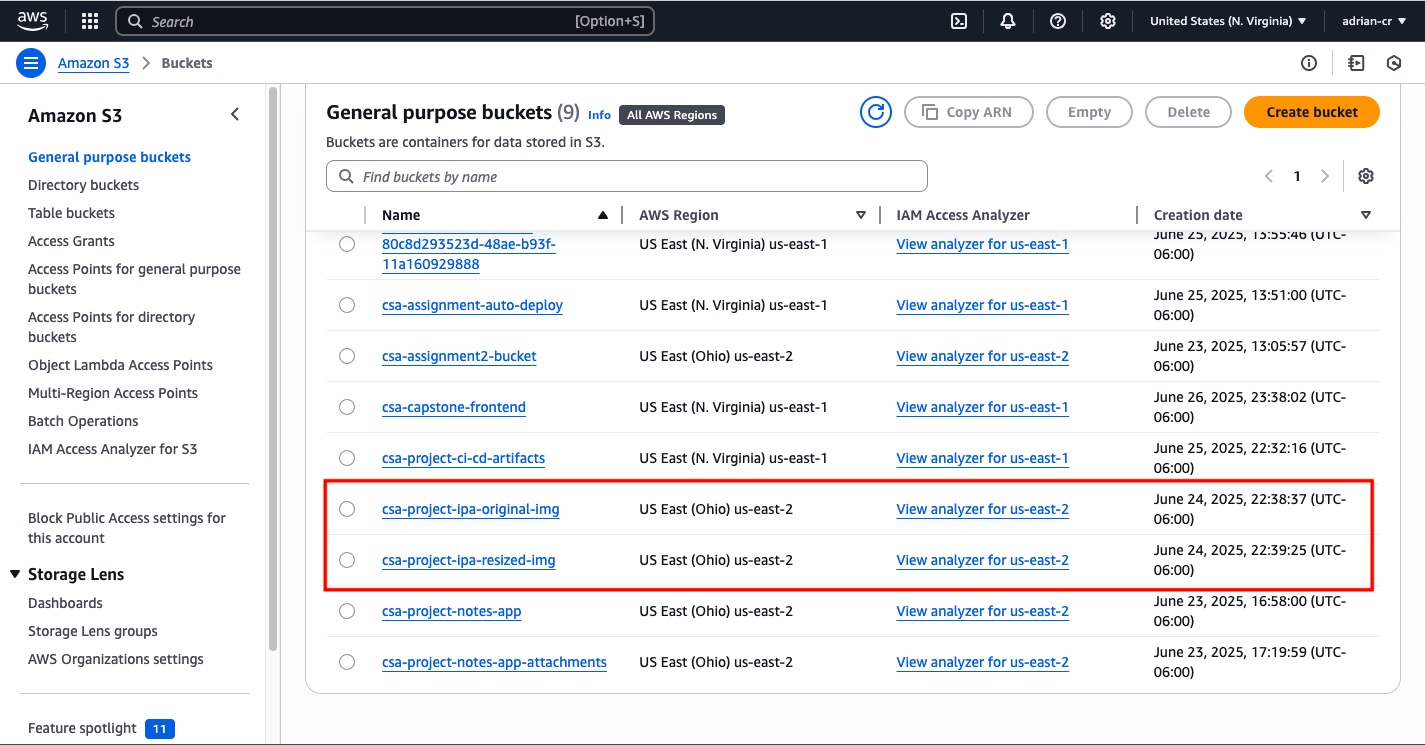 aws
Search
[Option+S]
United States (N. Virginia)
adrian-cr
Amazon S3
Buckets
Amazon S3
General purpose buckets
Directory buckets
Table buckets
Access Grants
Access Points for general purpose
buckets
Access Points for directory
buckets
Object Lambda Access Points
Multi-Region Access Points
Batch Operations
IAM Access Analyzer for S3
Block Public Access settings for
this account
Storage Lens
Dashboards
Storage Lens groups
AWS Organizations settings
Feature spotlight 11
General purpose buckets (9) Info All AWS Regions
Copy ARN
Empty
Delete
Create bucket
Buckets are containers for data stored in S3.
Find buckets by name
1
Name
AWS Region
IAM Access Analyzer
Creation date
80c8d293523d-48ae-b93f-
11a160929888
US East (N. Virginia) us-east-1
View analyzer for us-east-1
June 25, 2025, 13:55:46 (UTC-
06:00)
csa-assignment-auto-deploy
US East (N. Virginia) us-east-1
View analyzer for us-east-1
June 25, 2025, 13:51:00 (UTC-
06:00)
csa-assignment2-bucket
US East (Ohio) us-east-2
View analyzer for us-east-2
June 23, 2025, 13:05:57 (UTC-
06:00)
csa-capstone-frontend
US East (N. Virginia) us-east-1
View analyzer for us-east-1
June 26, 2025, 23:38:02 (UTC-
06:00)
csa-project-ci-cd-artifacts
US East (N. Virginia) us-east-1
View analyzer for us-east-1
June 25, 2025, 22:32:16 (UTC-
06:00)
csa-project-ipa-original-img
US East (Ohio) us-east-2
View analyzer for us-east-2
June 24, 2025, 22:38:37 (UTC-
06:00)
csa-project-ipa-resized-img
US East (Ohio) us-east-2
View analyzer for us-east-2
June 24, 2025, 22:39:25 (UTC-
06:00)
csa-project-notes-app
US East (Ohio) us-east-2
View analyzer for us-east-2
June 23, 2025, 16:58:00 (UTC-
06:00)
csa-project-notes-app-attachments
US East (Ohio) us-east-2
View analyzer for us-east-2
June 23, 2025, 17:19:59 (UTC-
06:00)